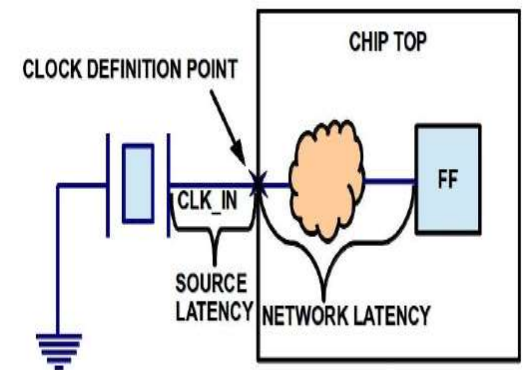 CHIP TOP
CLOCK DEFINITION POINT
FF
CLK_IN
SOURCE
LATENCY
NETWORK LATENCY